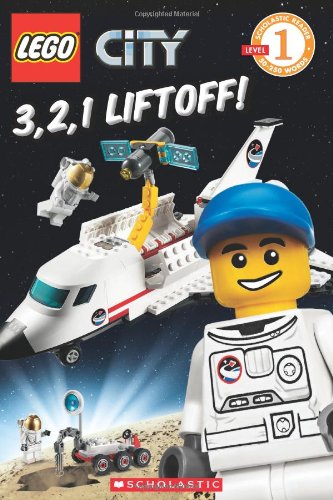 LEGO
CITY
SCHOLASTIC READER
LEVEL 1
50-250 WORDS
3,2,1 LIFTOFF!
SCHOLASTIC